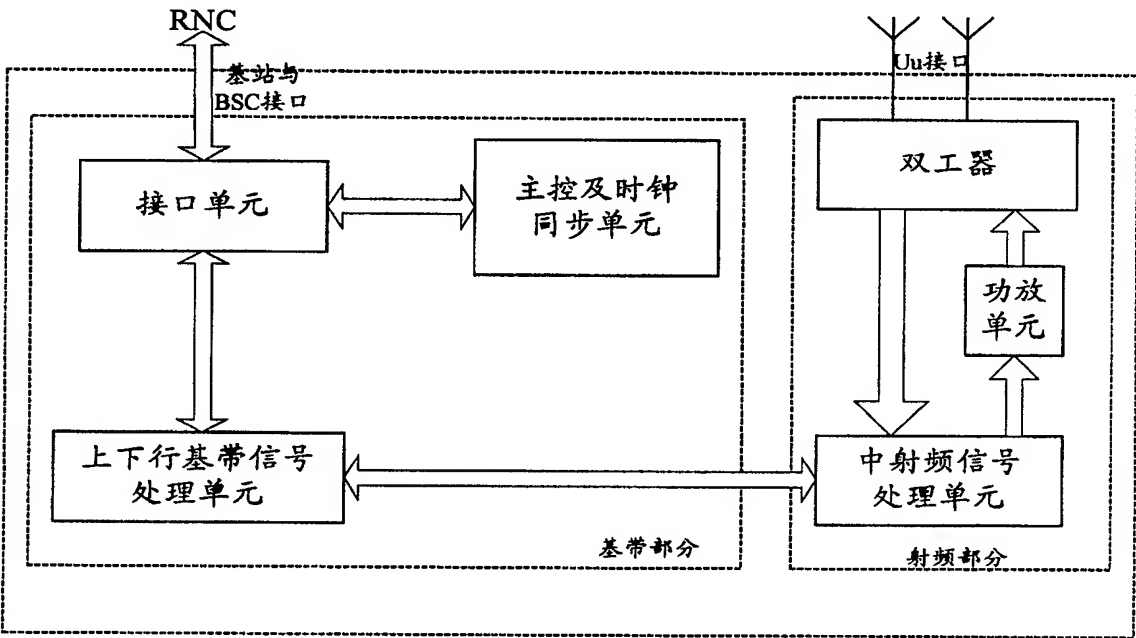 RNC
基站与
BSC接口
Uu接口
接口单元
主控及时钟
同步单元
双工器
功放
单元
上下行基带信号
处理单元
中射频信号
处理单元
基带部分
射频部分